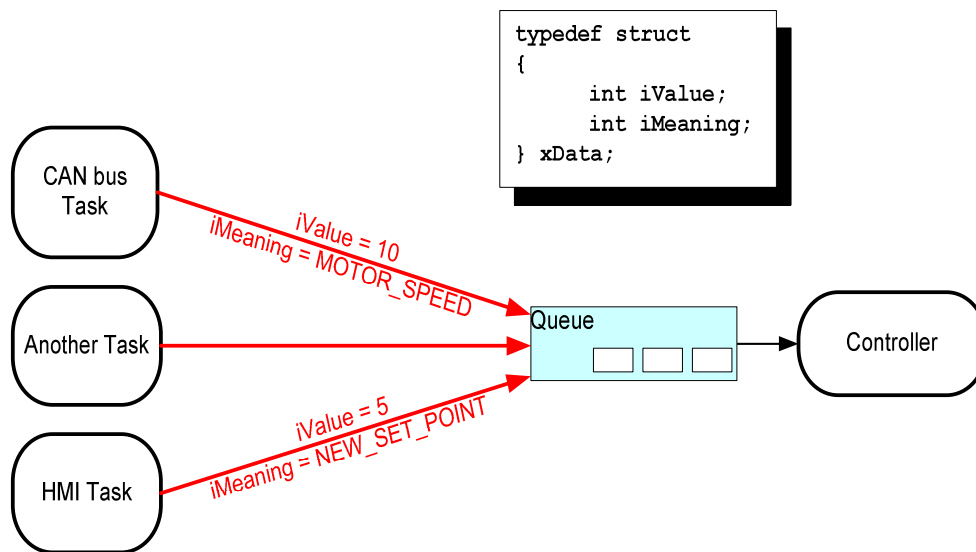 typedef struct
{
int iValue;
int iMeaning;
} xData;
CAN bus
Task
iValue = 10
iMeaning = MOTOR_SPEED
Queue
Another Task
Controller
iValue = 5
iMeaning = NEW_SET_POINT
HMI Task